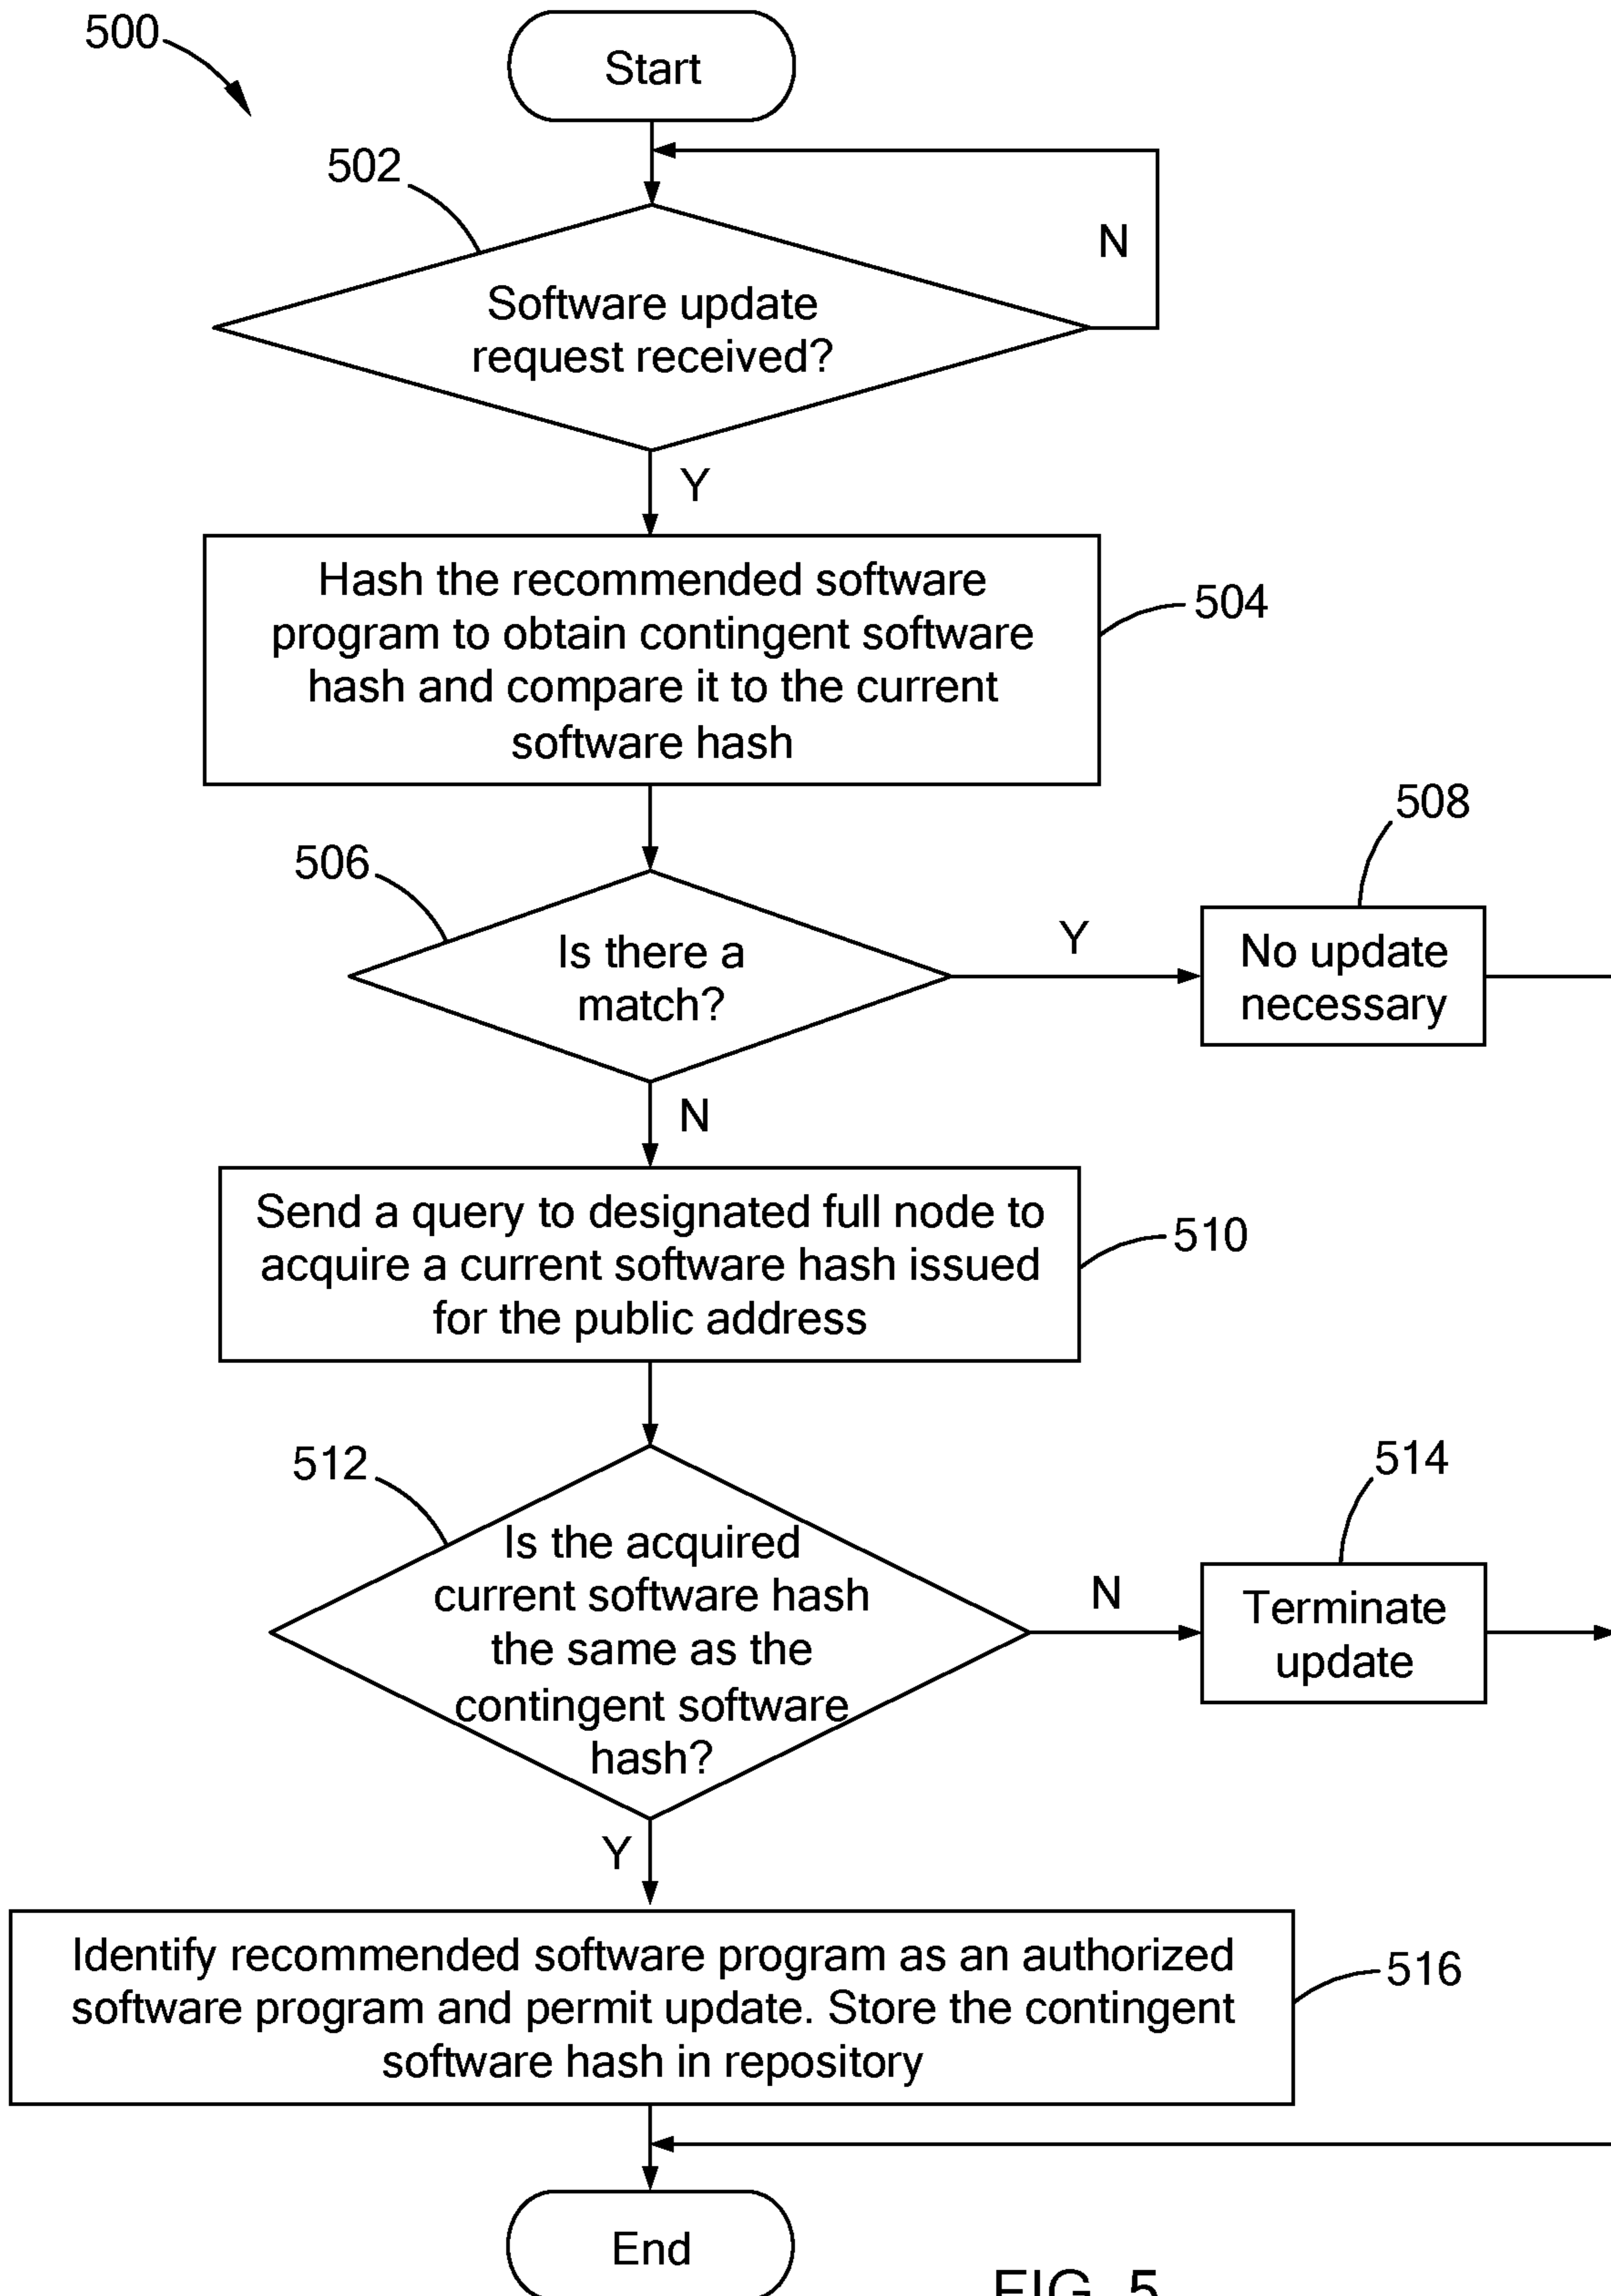 500
Start
502
N
Software update
request received?
Y
Hash the recommended software
program to obtain contingent software
hash and compare it to the current
software hash
504
508
506
Is there a
match?
Y
No update
necessary
N
Send a query to designated full node to
acquire a current software hash issued
for the public address
510
512
514
Is the acquired
current software hash
the same as the
contingent software
hash?
N
Terminate
update
Y
Identify recommended software program as an authorized
software program and permit update. Store the contingent
software hash in repository
516
End
FIG. 5